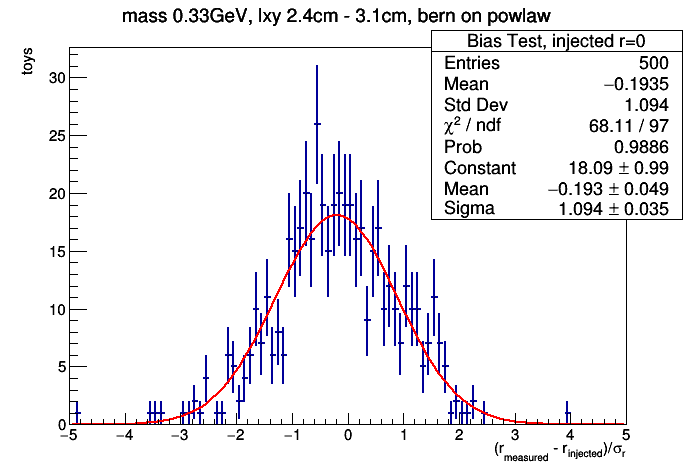 mass 0.33GeV, lxy 2.4cm - 3.1cm, bern on powlaw
Bias Test, injected r=0
Entries 500
Mean −0.1935
Std Dev 1.094
χ² / ndf 68.11 / 97
Prob 0.9886
Constant 18.09 ± 0.99
Mean −0.193 ± 0.049
Sigma 1.094 ± 0.035
toys
30
25
20
15
10
5
0
−5 −4 −3 −2 −1 0 1 2 3 4 5
(r_measured - r_injected)/σ_r